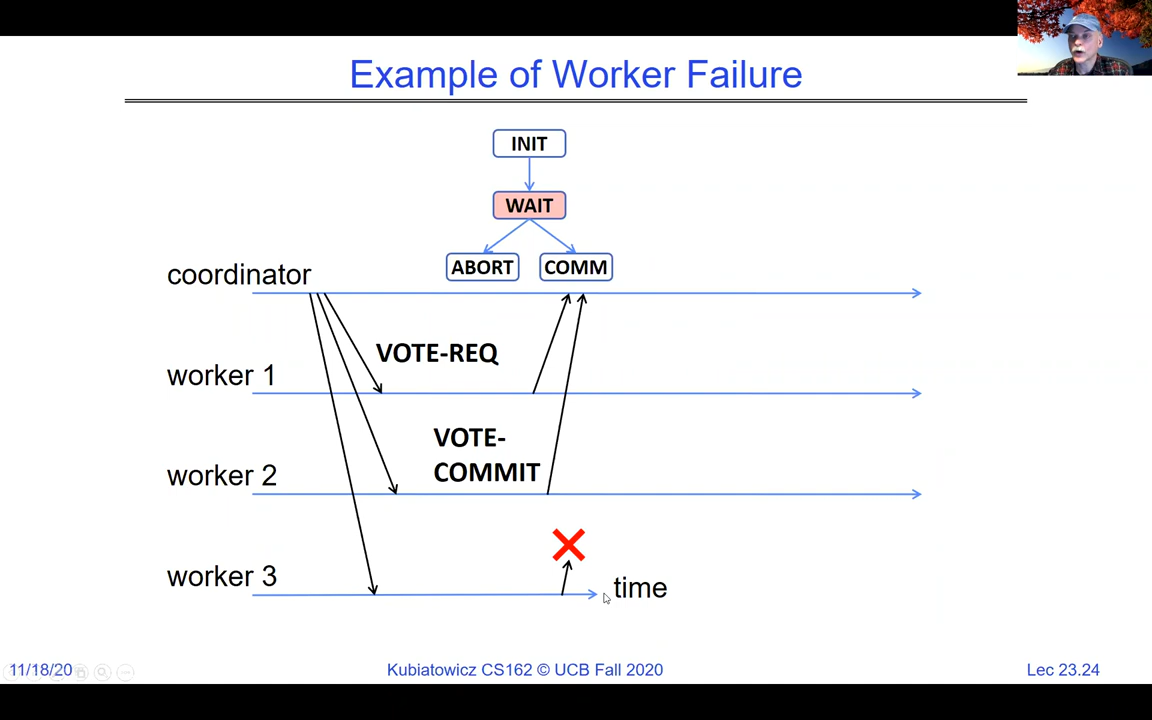 Example of Worker Failure
INIT
WAIT
ABORT
COMM
coordinator
VOTE-REQ
worker 1
VOTE-
COMMIT
worker 2
worker 3
time
11/18/20
Kubiatowicz CS162 © UCB Fall 2020
Lec 23.24